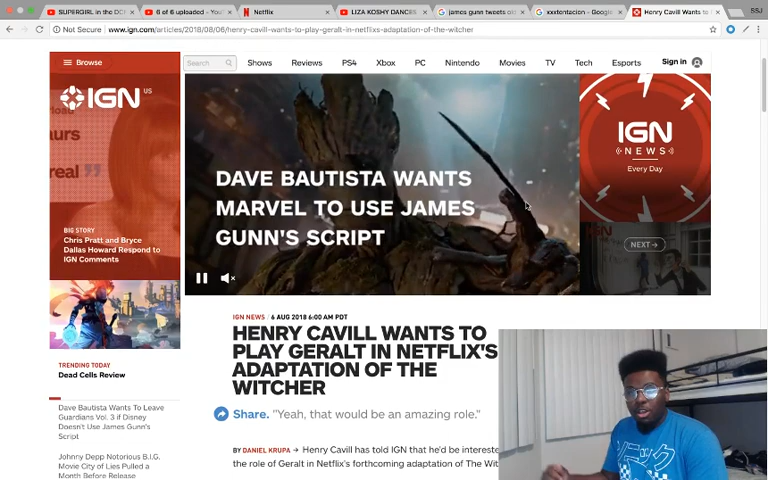 SUPERGIRL in the DC
6 of 6 uploaded - YouT
Netflix
LIZA KOSHY DANCERS
james gunn tweets o
xxxtentacion - Google
Henry Cavill Wants to
SSJ
Not Secure www.ign.com/articles/2018/08/06/henry-cavill-wants-to-play-geralt-in-netflixs-adaptation-of-the-witcher
Browse
Search
Shows
Reviews
PS4
Xbox
PC
Nintendo
Movies
TV
Tech
Esports
Sign in
IGN US
aurs
real
BIG STORY
Chris Pratt and Bryce
Dallas Howard Respond to
IGN Comments
DAVE BAUTISTA WANTS
MARVEL TO USE JAMES
GUNN'S SCRIPT
IGN
NEWS
Every Day
IGN
NEXT→
TRENDING TODAY
Dead Cells Review
Dave Bautista Wants To Leave
Guardians Vol. 3 if Disney
Doesn't Use James Gunn's
Script
Johnny Depp Notorious B.I.G.
Movie City of Lies Pulled a
Month Before Release
IGN NEWS / 6 AUG 2018 6:00 AM PDT
HENRY CAVILL WANTS TO
PLAY GERALT IN NETFLIX'S
ADAPTATION OF THE
WITCHER
Share. "Yeah, that would be an amazing role."
BY DANIEL KRUPA → Henry Cavill has told IGN that he'd be intereste
the role of Geralt in Netflix's forthcoming adaptation of The Wit